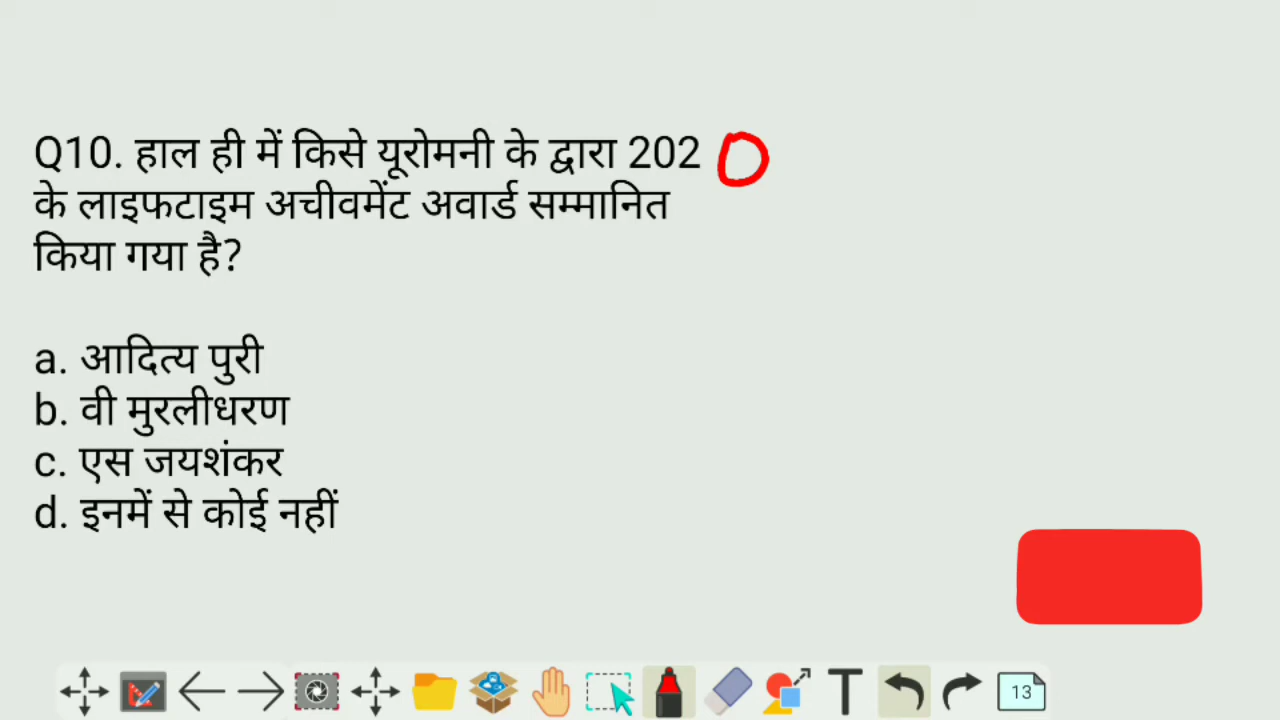 Q10. हाल ही में किसे यूरोमनी के द्वारा 202 0
के लाइफटाइम अचीवमेंट अवार्ड सम्मानित
किया गया है?
a. आदित्य पुरी
b. वी मुरलीधरण
c. एस जयशंकर
d. इनमें से कोई नहीं
T
13